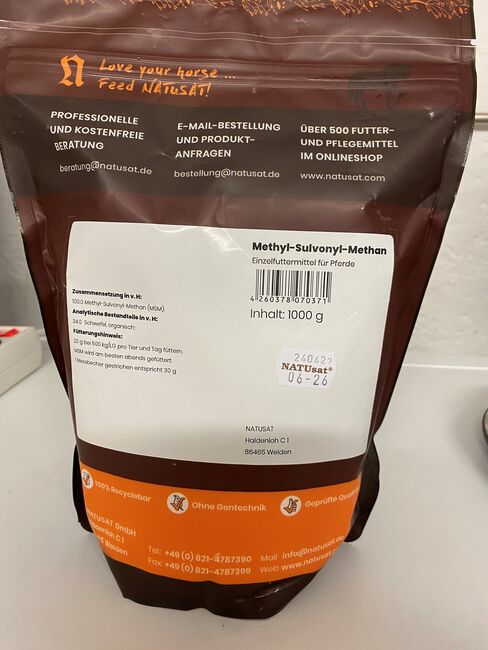 Love your horse ...
Feed NATUSAT!
PROFESSIONELLE
UND KOSTENFREIE
BERATUNG
beratung@natusat.de
E-MAIL-BESTELLUNG
UND PRODUKT-
ANFRAGEN
bestellung@natusat.de
ÜBER 500 FUTTER-
UND PFLEGEMITTEL
IM ONLINESHOP
www.natusat.com
Methyl-Sulvonyl-Methan
Einzelfuttermittel für Pferde
4 260378 070371
Inhalt: 1000 g
Zusammensetzung in v. H:
100,0 Methyl-Sulvonyl-Methan (MSM).
Analytische Bestandteile in v. H:
34.0 Schwefel, organisch;
Fütterungshinweis:
20 g bei 500 kg/LG pro Tier und Tag füttern.
MSM wird am besten abends gefüttert.
1 Messbecher gestrichen entspricht 30 g
240422
NATUsat®
06-26
NATUSAT
Haldenloh C 1
86465 Welden
100% Recyclebar
Ohne Gentechnik
Geprüfte
NATUSAT GmbH
Haldenloh C 1
Welden
Tel.: +49 (0) 821-4787390
Fax: +49 (0) 821-4787399
Mail info@natusat.de
Web www.natusat.